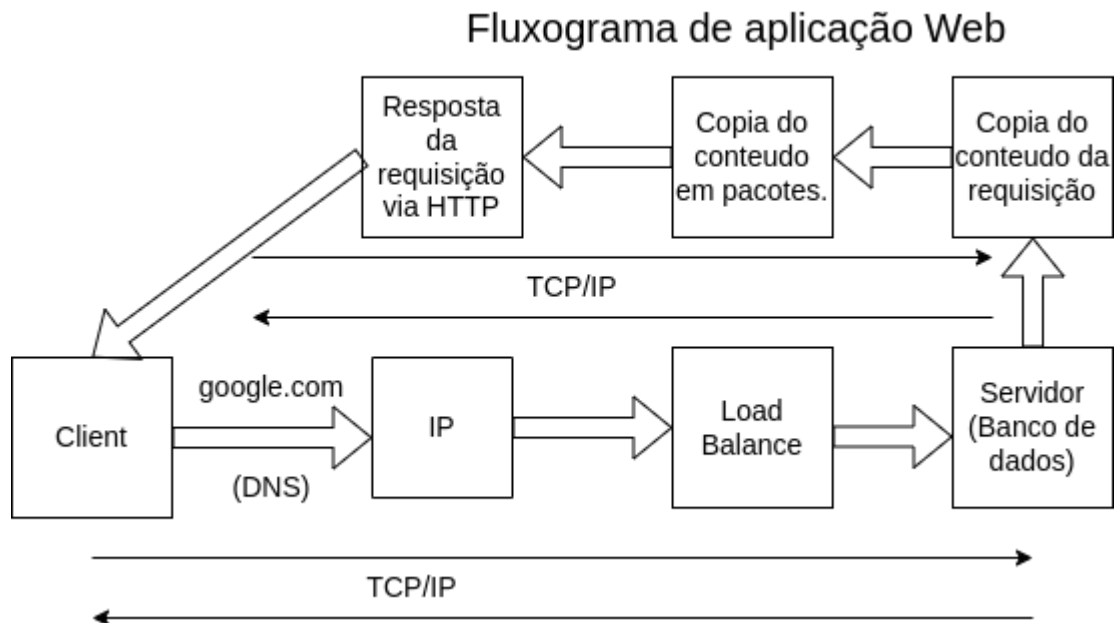 Fluxograma de aplicação Web
Resposta
da
requisição
via HTTP
Copia do
conteudo
em pacotes.
Copia do
conteudo da
requisição
TCP/IP
Client
google.com
(DNS)
IP
Load
Balance
Servidor
(Banco de
dados)
TCP/IP